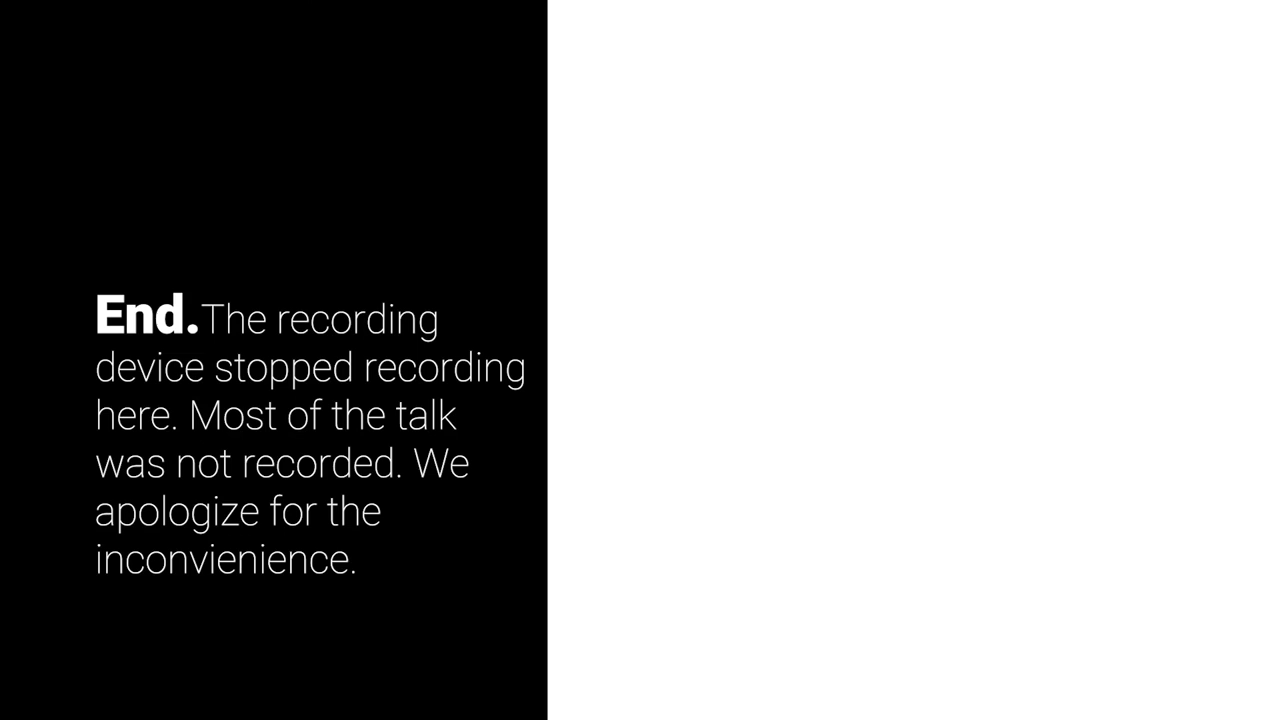 End. The recording
device stopped recording
here. Most of the talk
was not recorded. We
apologize for the
inconvienience.